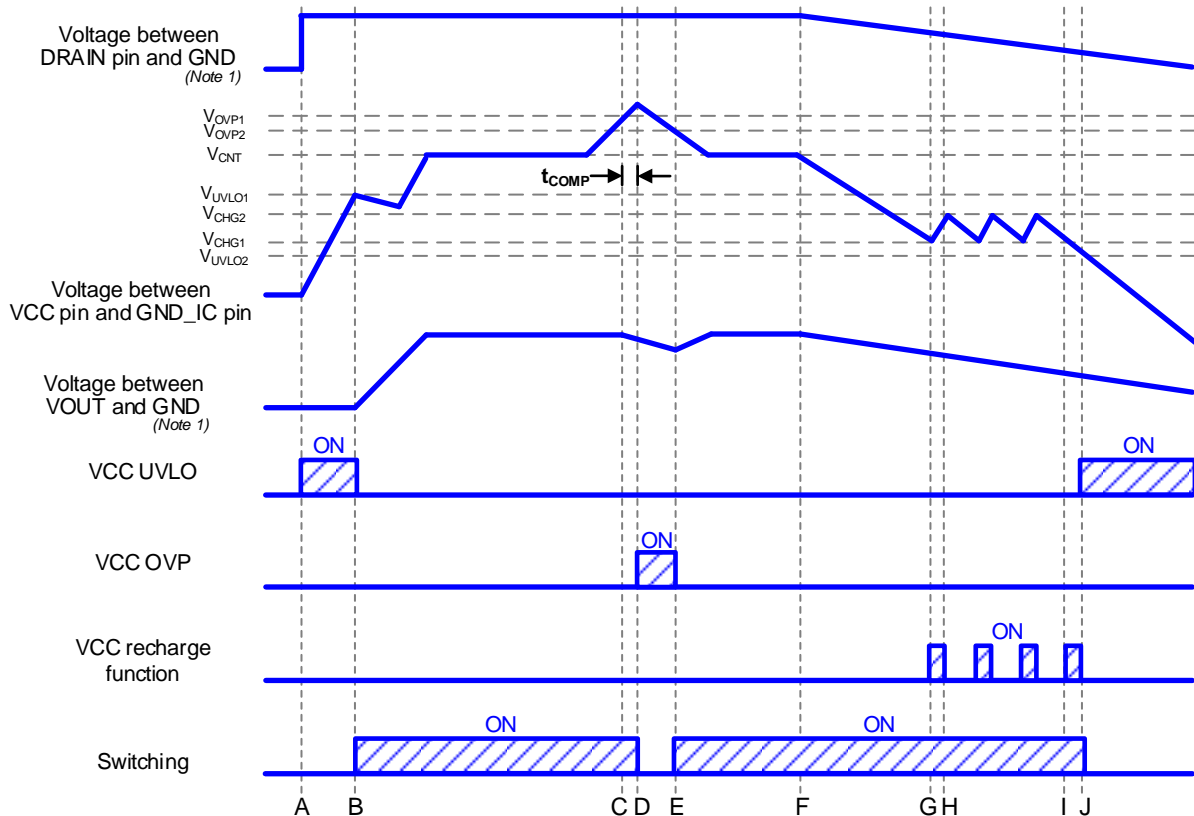 Voltage between
DRAIN pin and GND
(Note 1)
VOVP1
VOVP2
VCNT
tCOMP
VUVLO1
VCHG2
VCHG1
VUVLO2
Voltage between
VCC pin and GND_IC pin
Voltage between
VOUT and GND
(Note 1)
ON
ON
VCC UVLO
ON
VCC OVP
VCC recharge
function
ON
ON
ON
Switching
A B C D E F G H I J